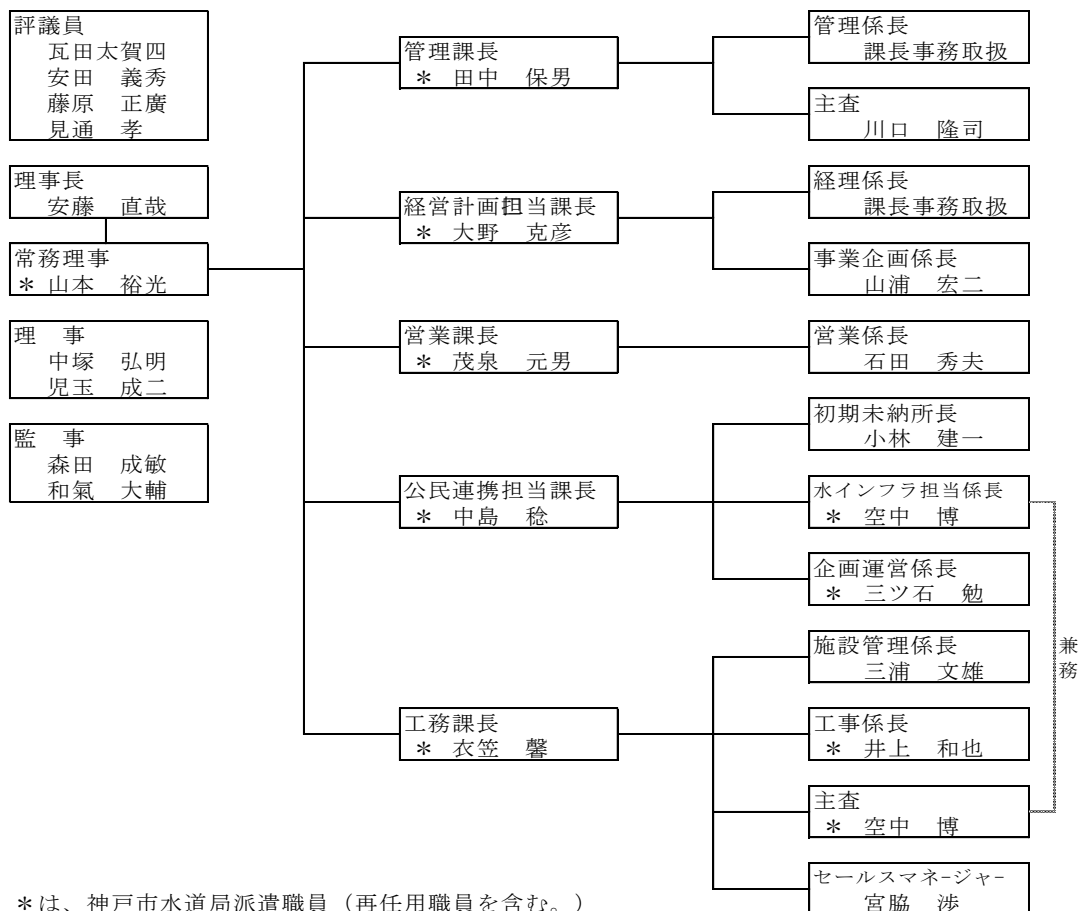 評議員
瓦田太賀四
安田　義秀
藤原　正廣
見通　孝
理事長
安藤　直哉
常務理事
＊ 山本　裕光
理　事
中塚　弘明
児玉　成二
監　事
森田　成敏
和氣　大輔
管理課長
＊　田中　保男
経営計画担当課長
＊　大野　克彦
営業課長
＊　茂泉　元男
公民連携担当課長
＊　中島　稔
工務課長
＊　衣笠　馨
管理係長
課長事務取扱
主査
川口　隆司
経理係長
課長事務取扱
事業企画係長
山浦　宏二
営業係長
石田　秀夫
初期未納所長
小林　建一
水インフラ担当係長
＊　空中　博
企画運営係長
＊　三ツ石　勉
施設管理係長
三浦　文雄
工事係長
＊　井上　和也
主査
＊　空中　博
セールスマネ-ジャ-
宮脇　渉
兼務
＊は、神戸市水道局派遣職員（再任用職員を含む。）